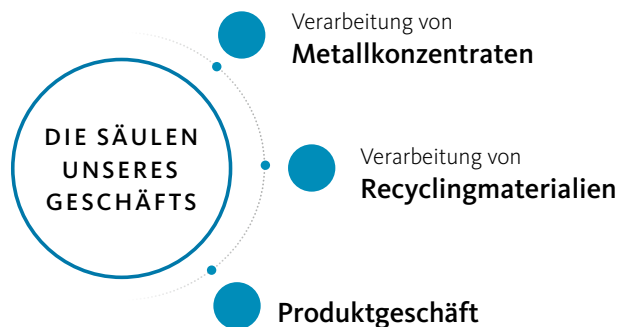 Verarbeitung von
Metallkonzentraten
DIE SÄULEN
UNSERES
GESCHÄFTS
Verarbeitung von
Recyclingmaterialien
Produktgeschäft